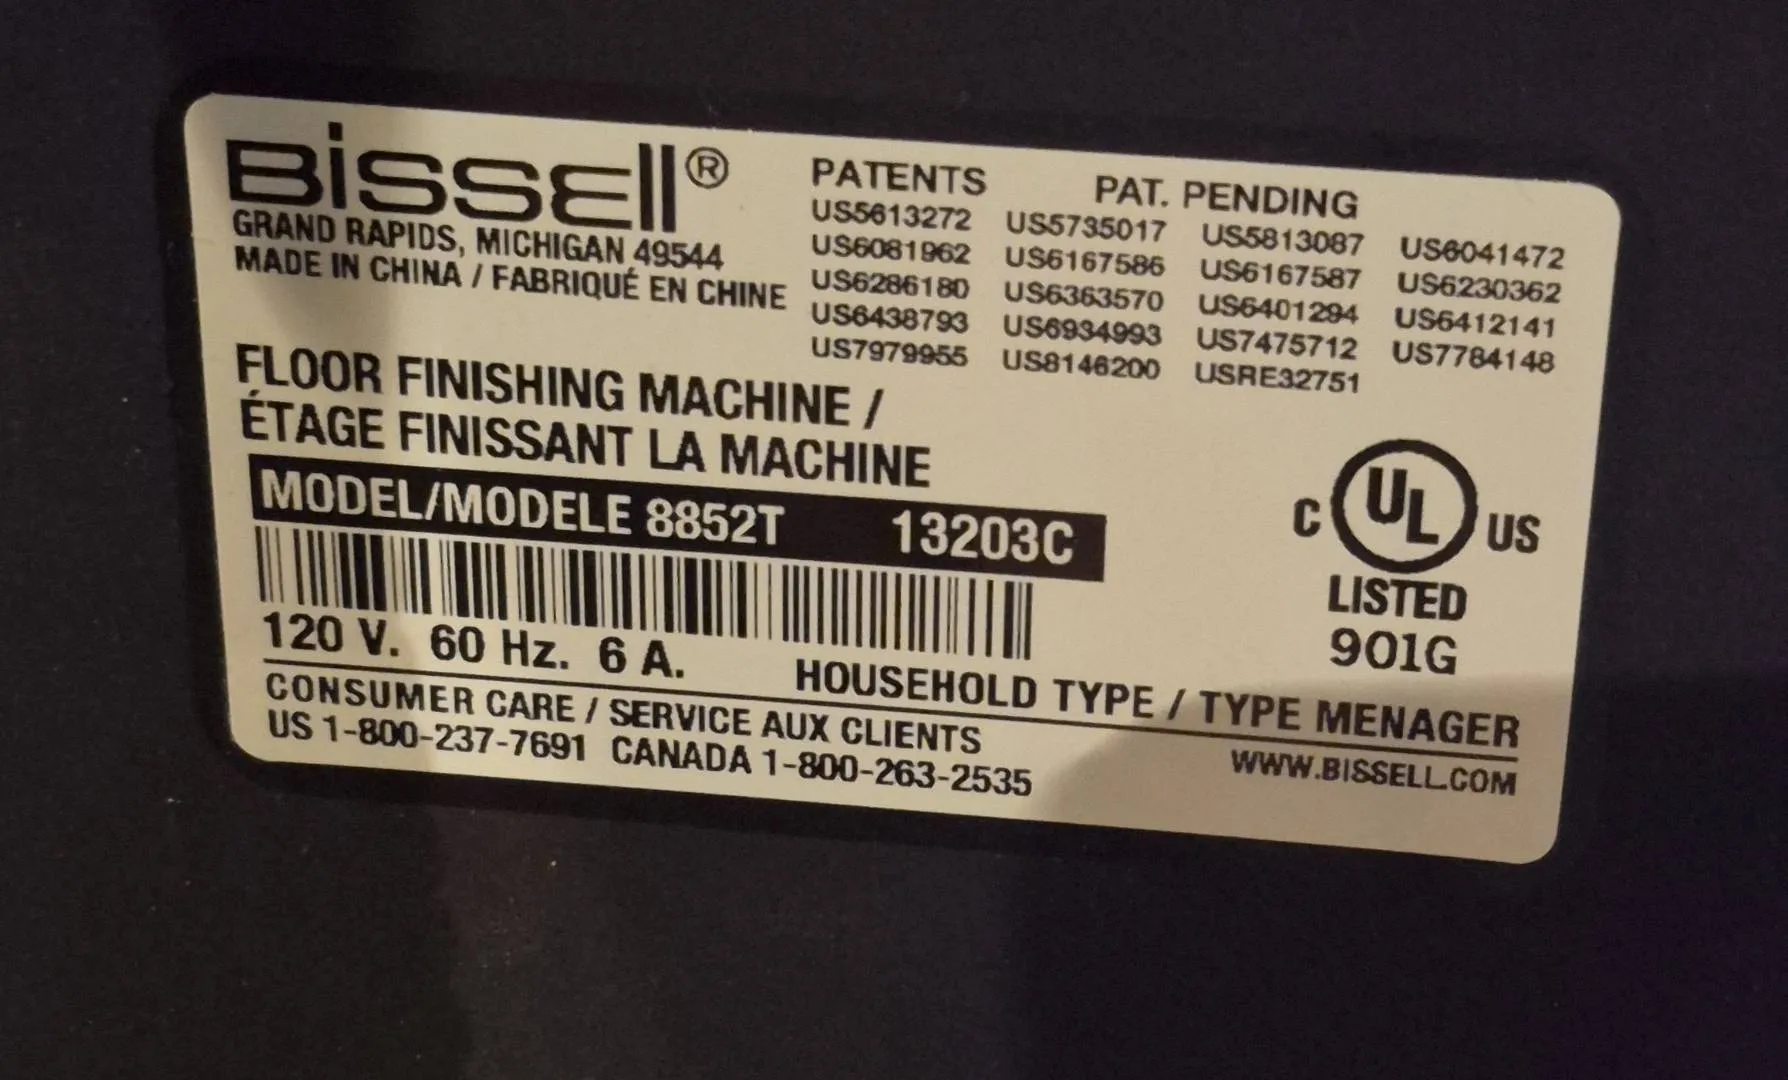 BISSELL®
GRAND RAPIDS, MICHIGAN 49544
MADE IN CHINA / FABRIQUÉ EN CHINE
PATENTS PAT. PENDING
US5613272 US5735017 US5813087 US6041472
US6081962 US6167586 US6167587 US6230362
US6286180 US6363570 US6401294 US6412141
US6438793 US6934993 US7475712 US7784148
US7979955 US8146200 USRE32751
FLOOR FINISHING MACHINE /
ÉTAGE FINISSANT LA MACHINE
MODEL/MODELE 8852T 13203C
C UL US
LISTED
901G
120 V. 60 Hz. 6 A.
HOUSEHOLD TYPE / TYPE MENAGER
CONSUMER CARE / SERVICE AUX CLIENTS
US 1-800-237-7691 CANADA 1-800-263-2535
WWW.BISSELL.COM